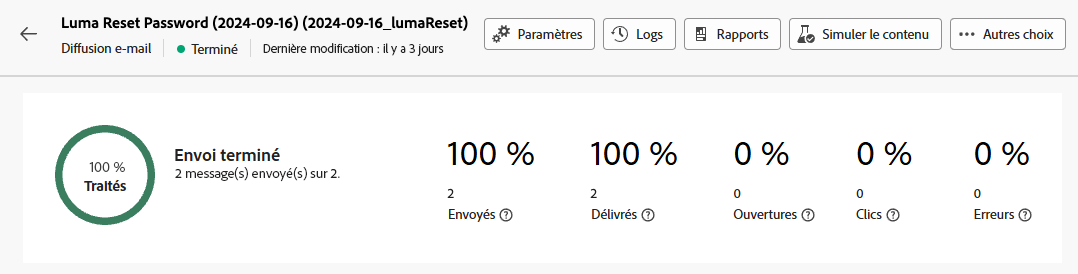 Luma Reset Password (2024-09-16) (2024-09-16_lumaReset)
Diffusion e-mail Terminé Dernière modification : il y a 3 jours
Paramètres Logs Rapports Simuler le contenu Autres choix
100 %
Traités
Envoi terminé
2 message(s) envoyé(s) sur 2.
100 % 100 % 0 % 0 % 0 %
2 2 0 0 0
Envoyés Délivrés Ouvertures Clics Erreurs